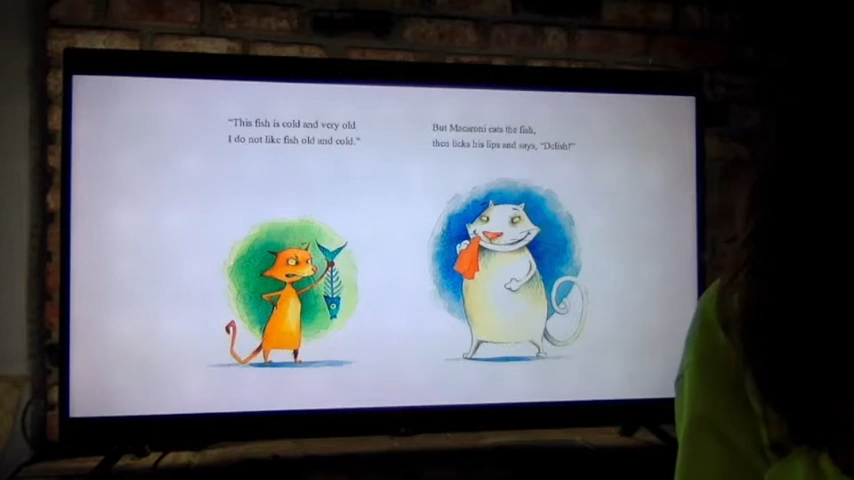 "This fish is cold and very old
I do not like fish old and cold."
But Macaroni eats the fish,
then licks his lips and says, "Delish!"